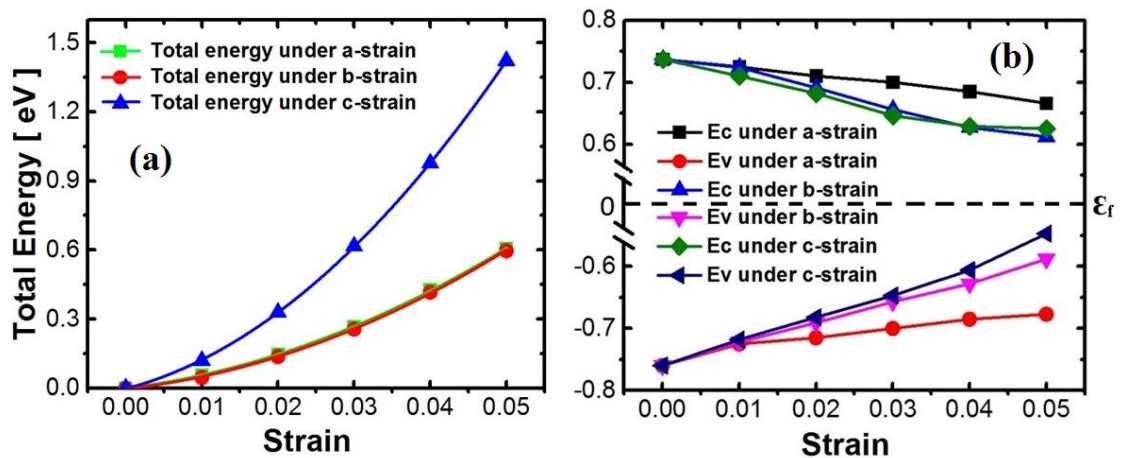 1.5
1.2
0.9
0.6
0.3
0.0
Total Energy [ eV]
Total energy under a-strain
Total energy under b-strain
Total energy under c-strain
(a)
0.00 0.01 0.02 0.03 0.04 0.05
Strain
0.8
0.7
0.6
0
-0.6
-0.7
-0.8
(b)
Ec under a-strain
Ev under a-strain
Ec under b-strain
Ev under b-strain
Ec under c-strain
Ev under c-strain
εf
0.00 0.01 0.02 0.03 0.04 0.05
Strain